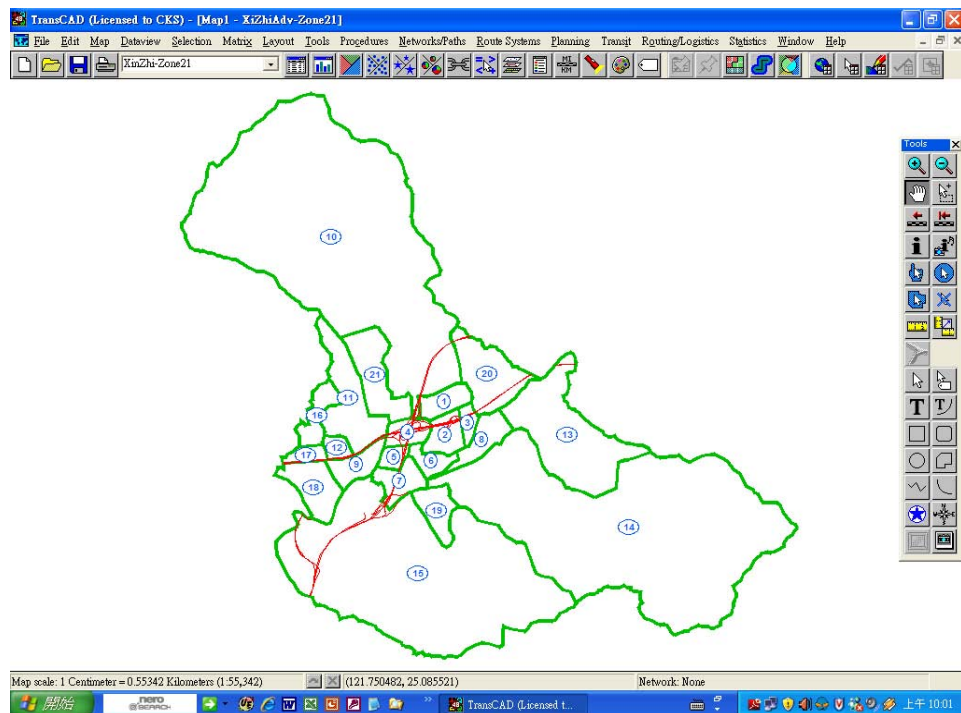 TransCAD (Licensed to CKS) - [Map1 - XiZhiAdv-Zone21]
File Edit Map Dataview Selection Matrix Layout Tools Procedures Networks/Paths Route Systems Planning Transit Routing/Logistics Statistics Window Help
XinZhi-Zone21
MI
KM
Tools
10
21
20
11
1
16
3
4
2
13
8
12
17
5
6
9
7
18
19
14
15
T T
Map scale: 1 Centimeter = 0.55342 Kilometers (1:55,342) (121.750482, 25.085521) Network: None
開始 nero SEARCH TransCAD (Licensed t... 上午 10:01